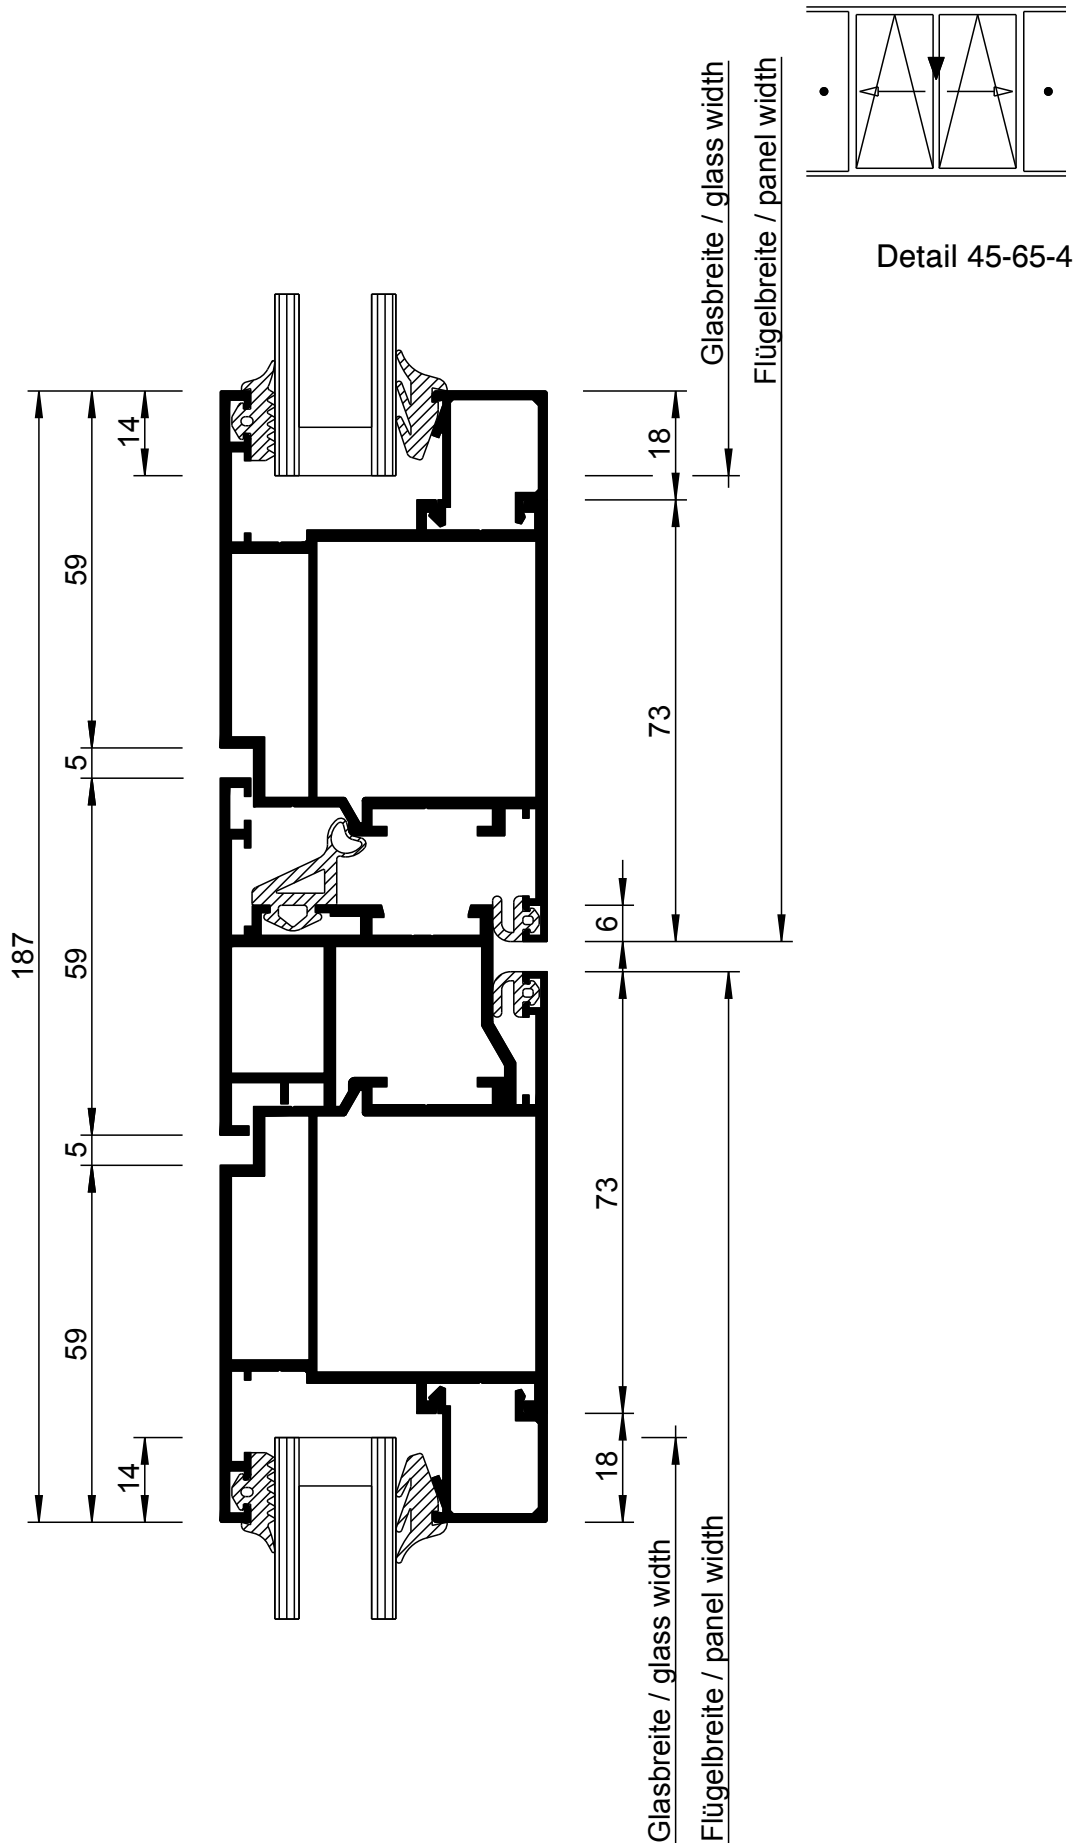 Detail 45-65-4
Glasbreite / glass width
Flügelbreite / panel width
14
18
59
73
5
6
187
59
5
73
59
14
18
Glasbreite / glass width
Flügelbreite / panel width